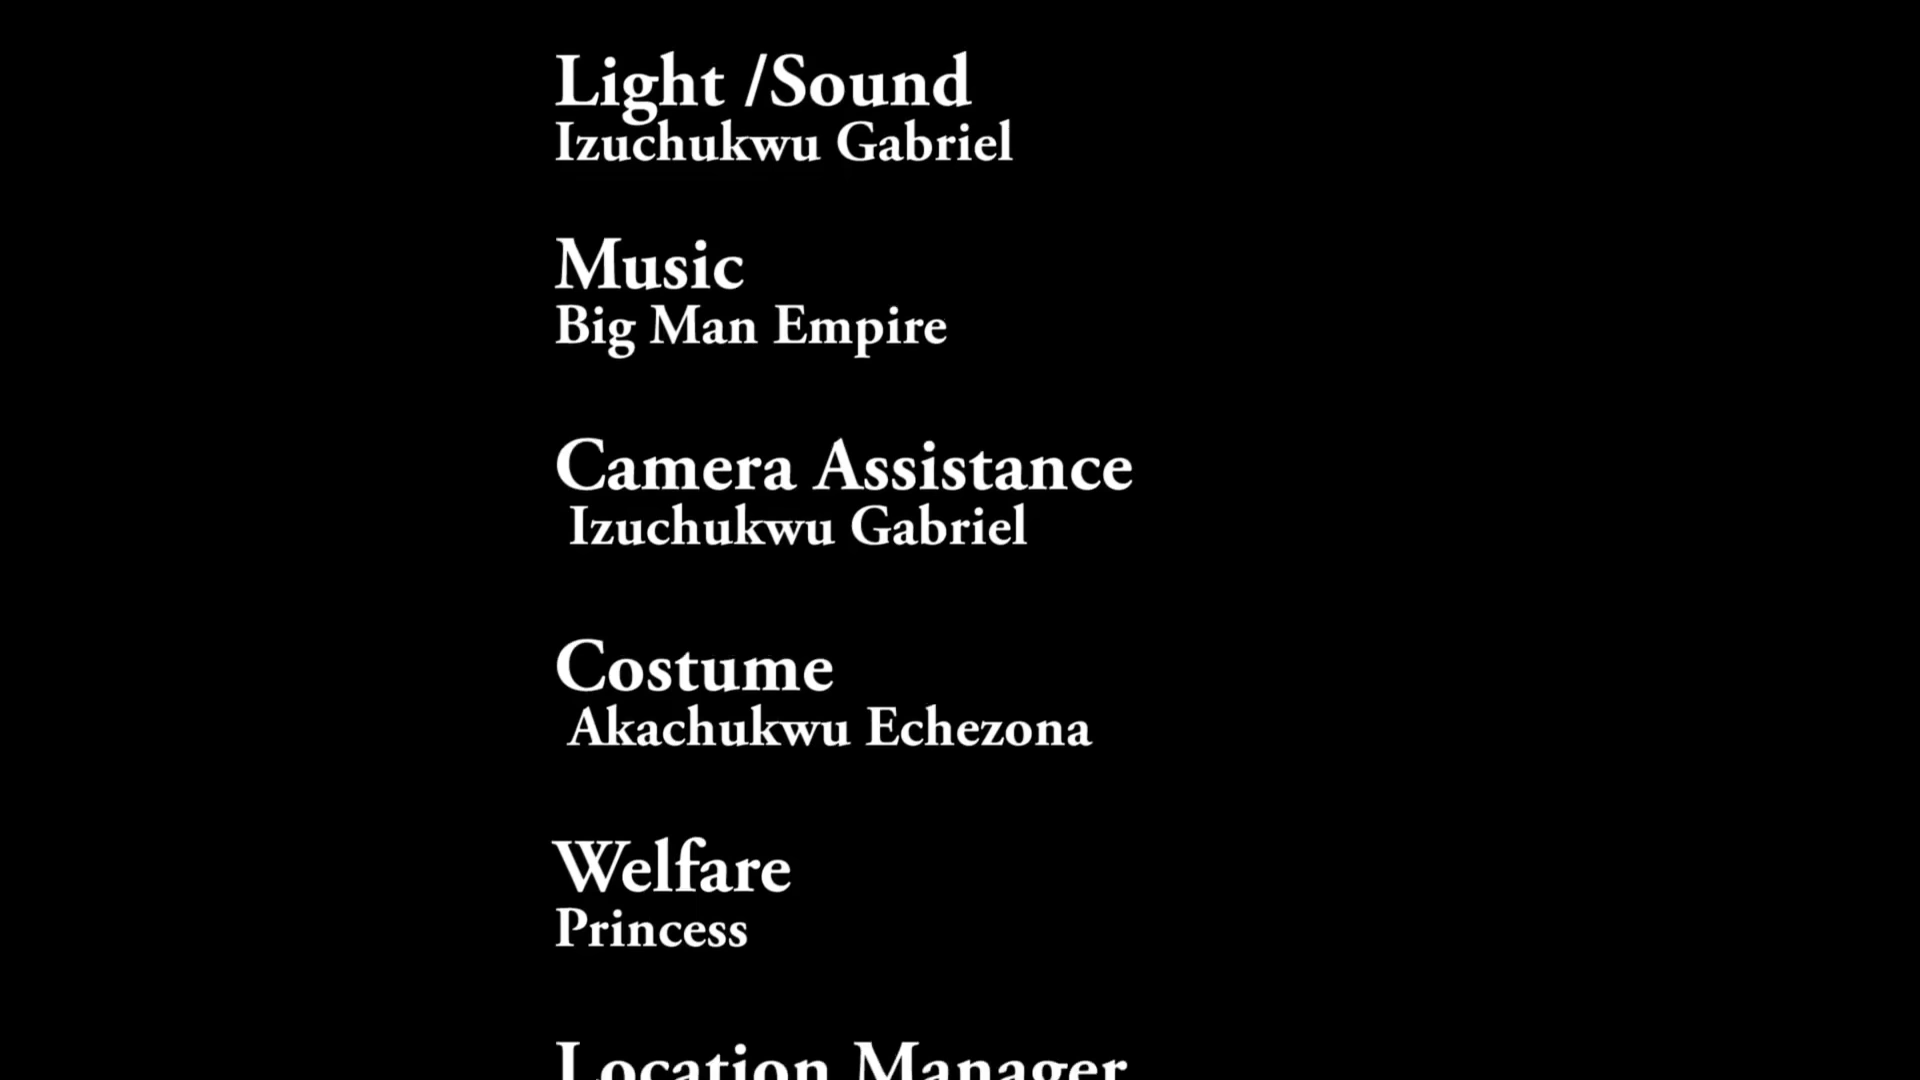 Light /Sound
Izuchukwu Gabriel
Music
Big Man Empire
Camera Assistance
Izuchukwu Gabriel
Costume
Akachukwu Echezona
Welfare
Princess
Location Manager